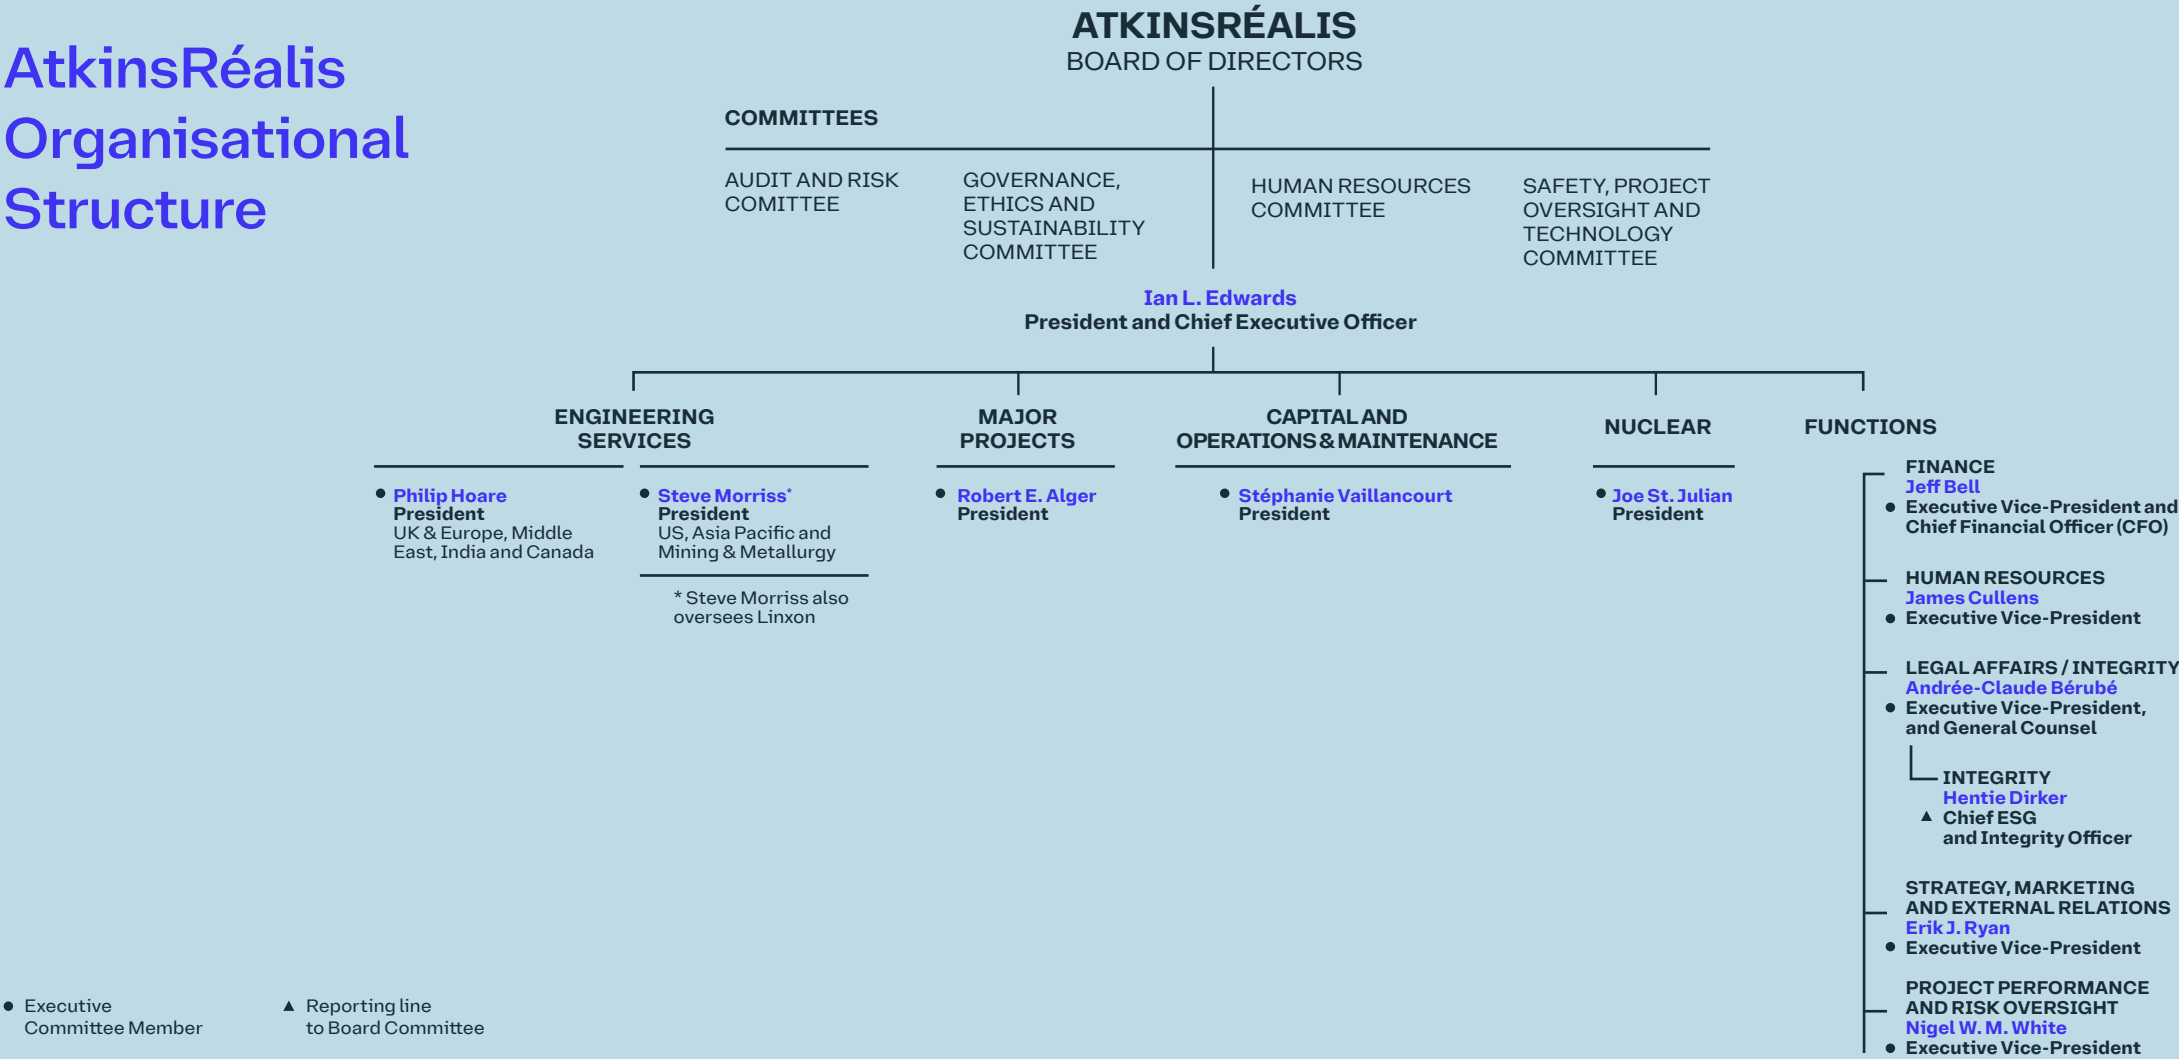 AtkinsRéalis
Organisational
Structure
ATKINSRÉALIS
BOARD OF DIRECTORS
COMMITTEES
AUDIT AND RISK
COMITTEE
GOVERNANCE,
ETHICS AND
SUSTAINABILITY
COMMITTEE
HUMAN RESOURCES
COMMITTEE
SAFETY, PROJECT
OVERSIGHT AND
TECHNOLOGY
COMMITTEE
Ian L. Edwards
President and Chief Executive Officer
ENGINEERING
SERVICES
● Philip Hoare
President
UK & Europe, Middle
East, India and Canada
● Steve Morriss*
President
US, Asia Pacific and
Mining & Metallurgy
* Steve Morriss also
oversees Linxon
MAJOR
PROJECTS
● Robert E. Alger
President
CAPITAL AND
OPERATIONS & MAINTENANCE
● Stéphanie Vaillancourt
President
NUCLEAR
● Joe St. Julian
President
FUNCTIONS
FINANCE
Jeff Bell
● Executive Vice-President and
Chief Financial Officer (CFO)
HUMAN RESOURCES
James Cullens
● Executive Vice-President
LEGAL AFFAIRS / INTEGRITY
Andrée-Claude Bérubé
● Executive Vice-President,
and General Counsel
INTEGRITY
Hentie Dirker
▲ Chief ESG
and Integrity Officer
STRATEGY, MARKETING
AND EXTERNAL RELATIONS
Erik J. Ryan
● Executive Vice-President
PROJECT PERFORMANCE
AND RISK OVERSIGHT
Nigel W. M. White
● Executive Vice-President
● Executive
Committee Member
▲ Reporting line
to Board Committee